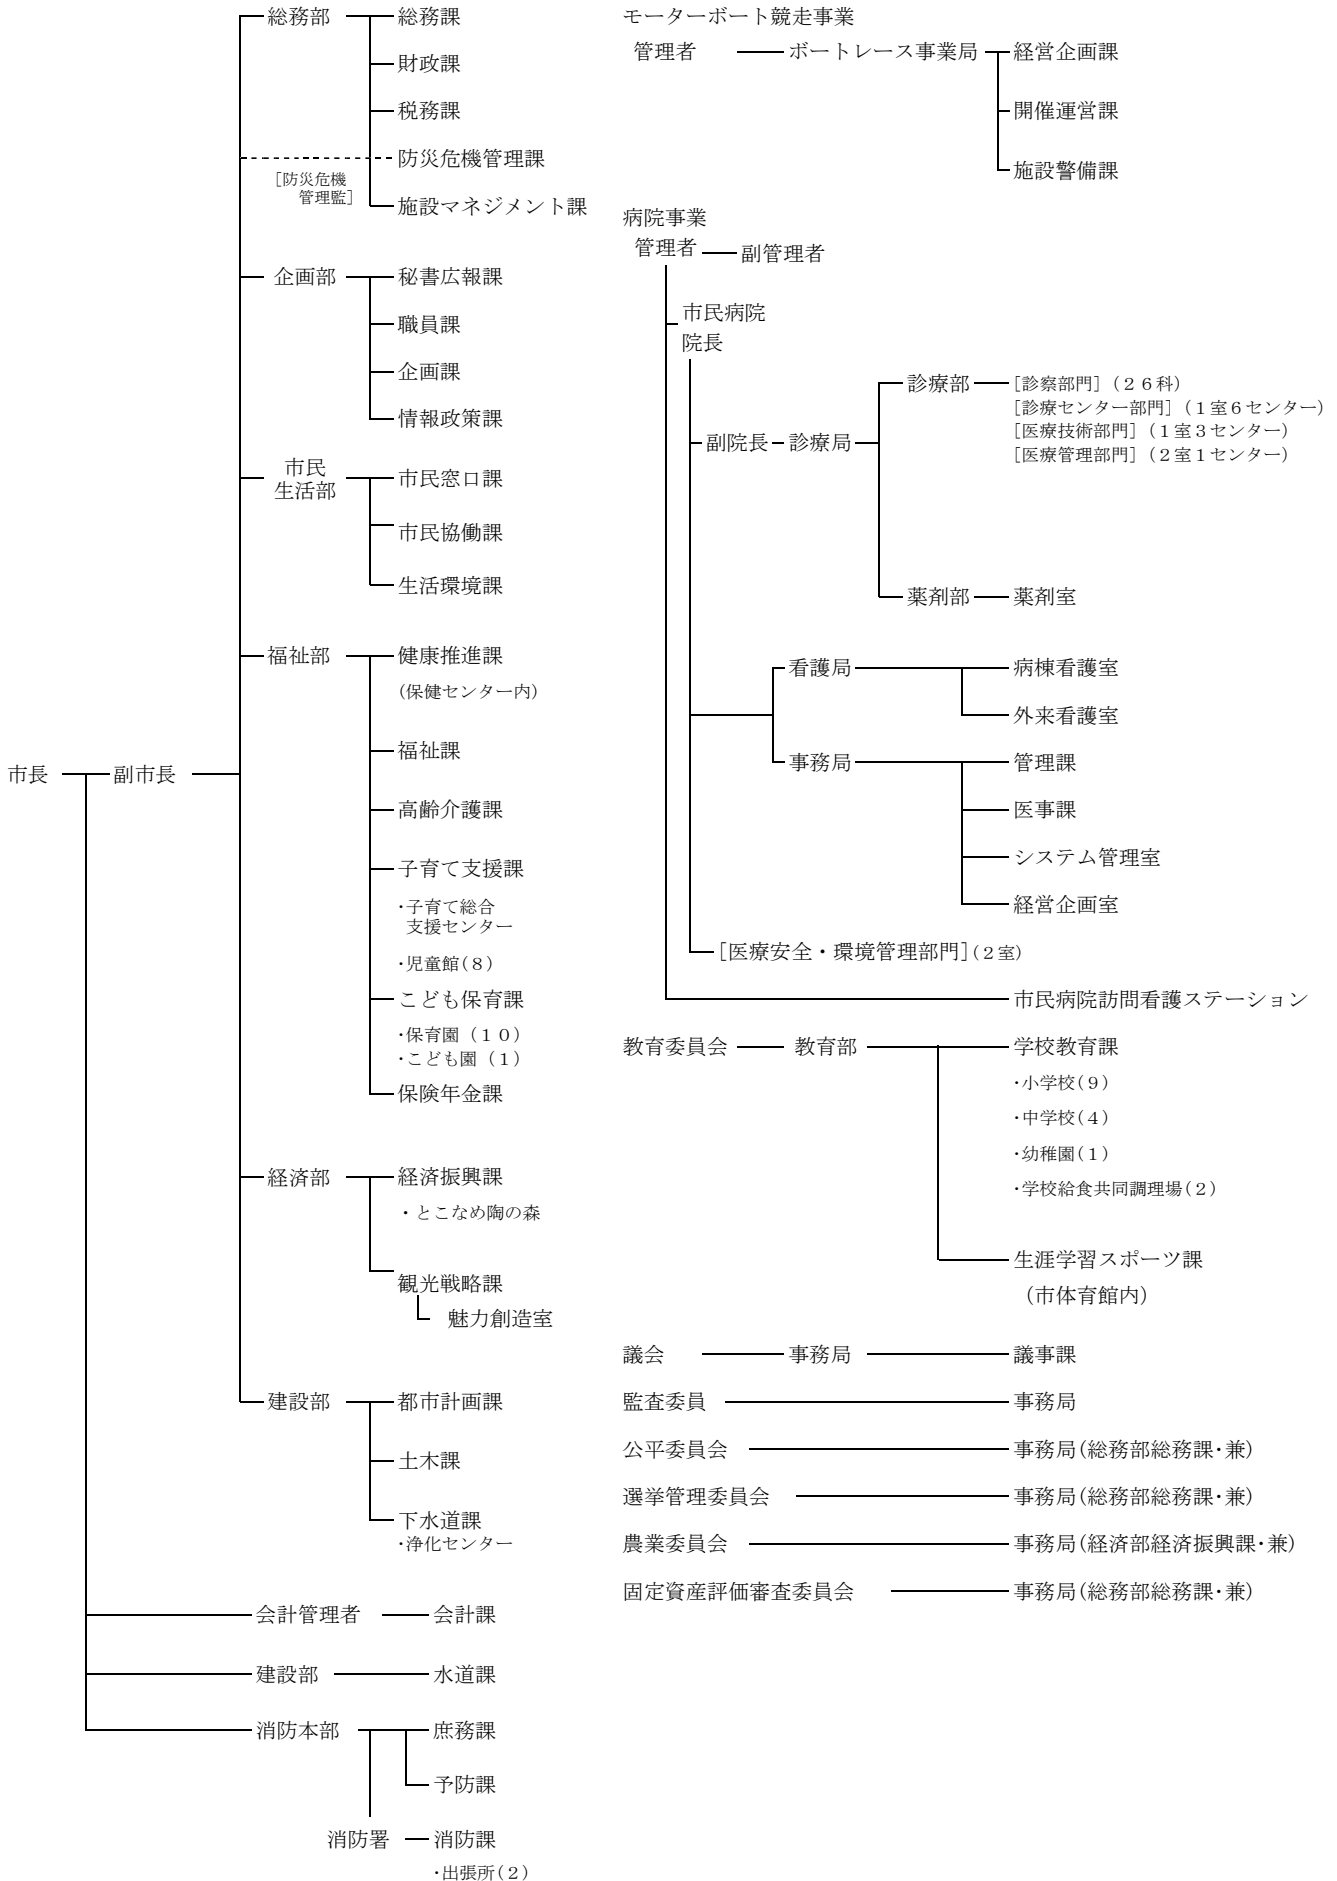 総務部 総務課
財政課
税務課
防災危機管理課
［防災危機
管理監］
施設マネジメント課
企画部 秘書広報課
職員課
企画課
情報政策課
市民
生活部 市民窓口課
市民協働課
生活環境課
福祉部 健康推進課
（保健センター内）
福祉課
市長 副市長
高齢介護課
子育て支援課
・子育て総合
支援センター
・児童館（８）
こども保育課
・保育園（１０）
・こども園（１）
保険年金課
経済部 経済振興課
・とこなめ陶の森
観光戦略課
魅力創造室
建設部 都市計画課
土木課
下水道課
・浄化センター
会計管理者 会計課
建設部 水道課
消防本部 庶務課
予防課
消防署 消防課
・出張所（２）
モーターボート競走事業
管理者 ボートレース事業局 経営企画課
開催運営課
施設警備課
病院事業
管理者 副管理者
市民病院
院長
診療部 ［診察部門］（２６科）
［診療センター部門］（１室６センター）
［医療技術部門］（１室３センター）
副院長 診療局
［医療管理部門］（２室１センター）
薬剤部 薬剤室
看護局 病棟看護室
外来看護室
事務局 管理課
医事課
システム管理室
経営企画室
［医療安全・環境管理部門］（２室）
市民病院訪問看護ステーション
教育委員会 教育部 学校教育課
・小学校（９）
・中学校（４）
・幼稚園（１）
・学校給食共同調理場（２）
生涯学習スポーツ課
（市体育館内）
議会 事務局 議事課
監査委員 事務局
公平委員会 事務局（総務部総務課・兼）
選挙管理委員会 事務局（総務部総務課・兼）
農業委員会 事務局（経済部経済振興課・兼）
固定資産評価審査委員会 事務局（総務部総務課・兼）